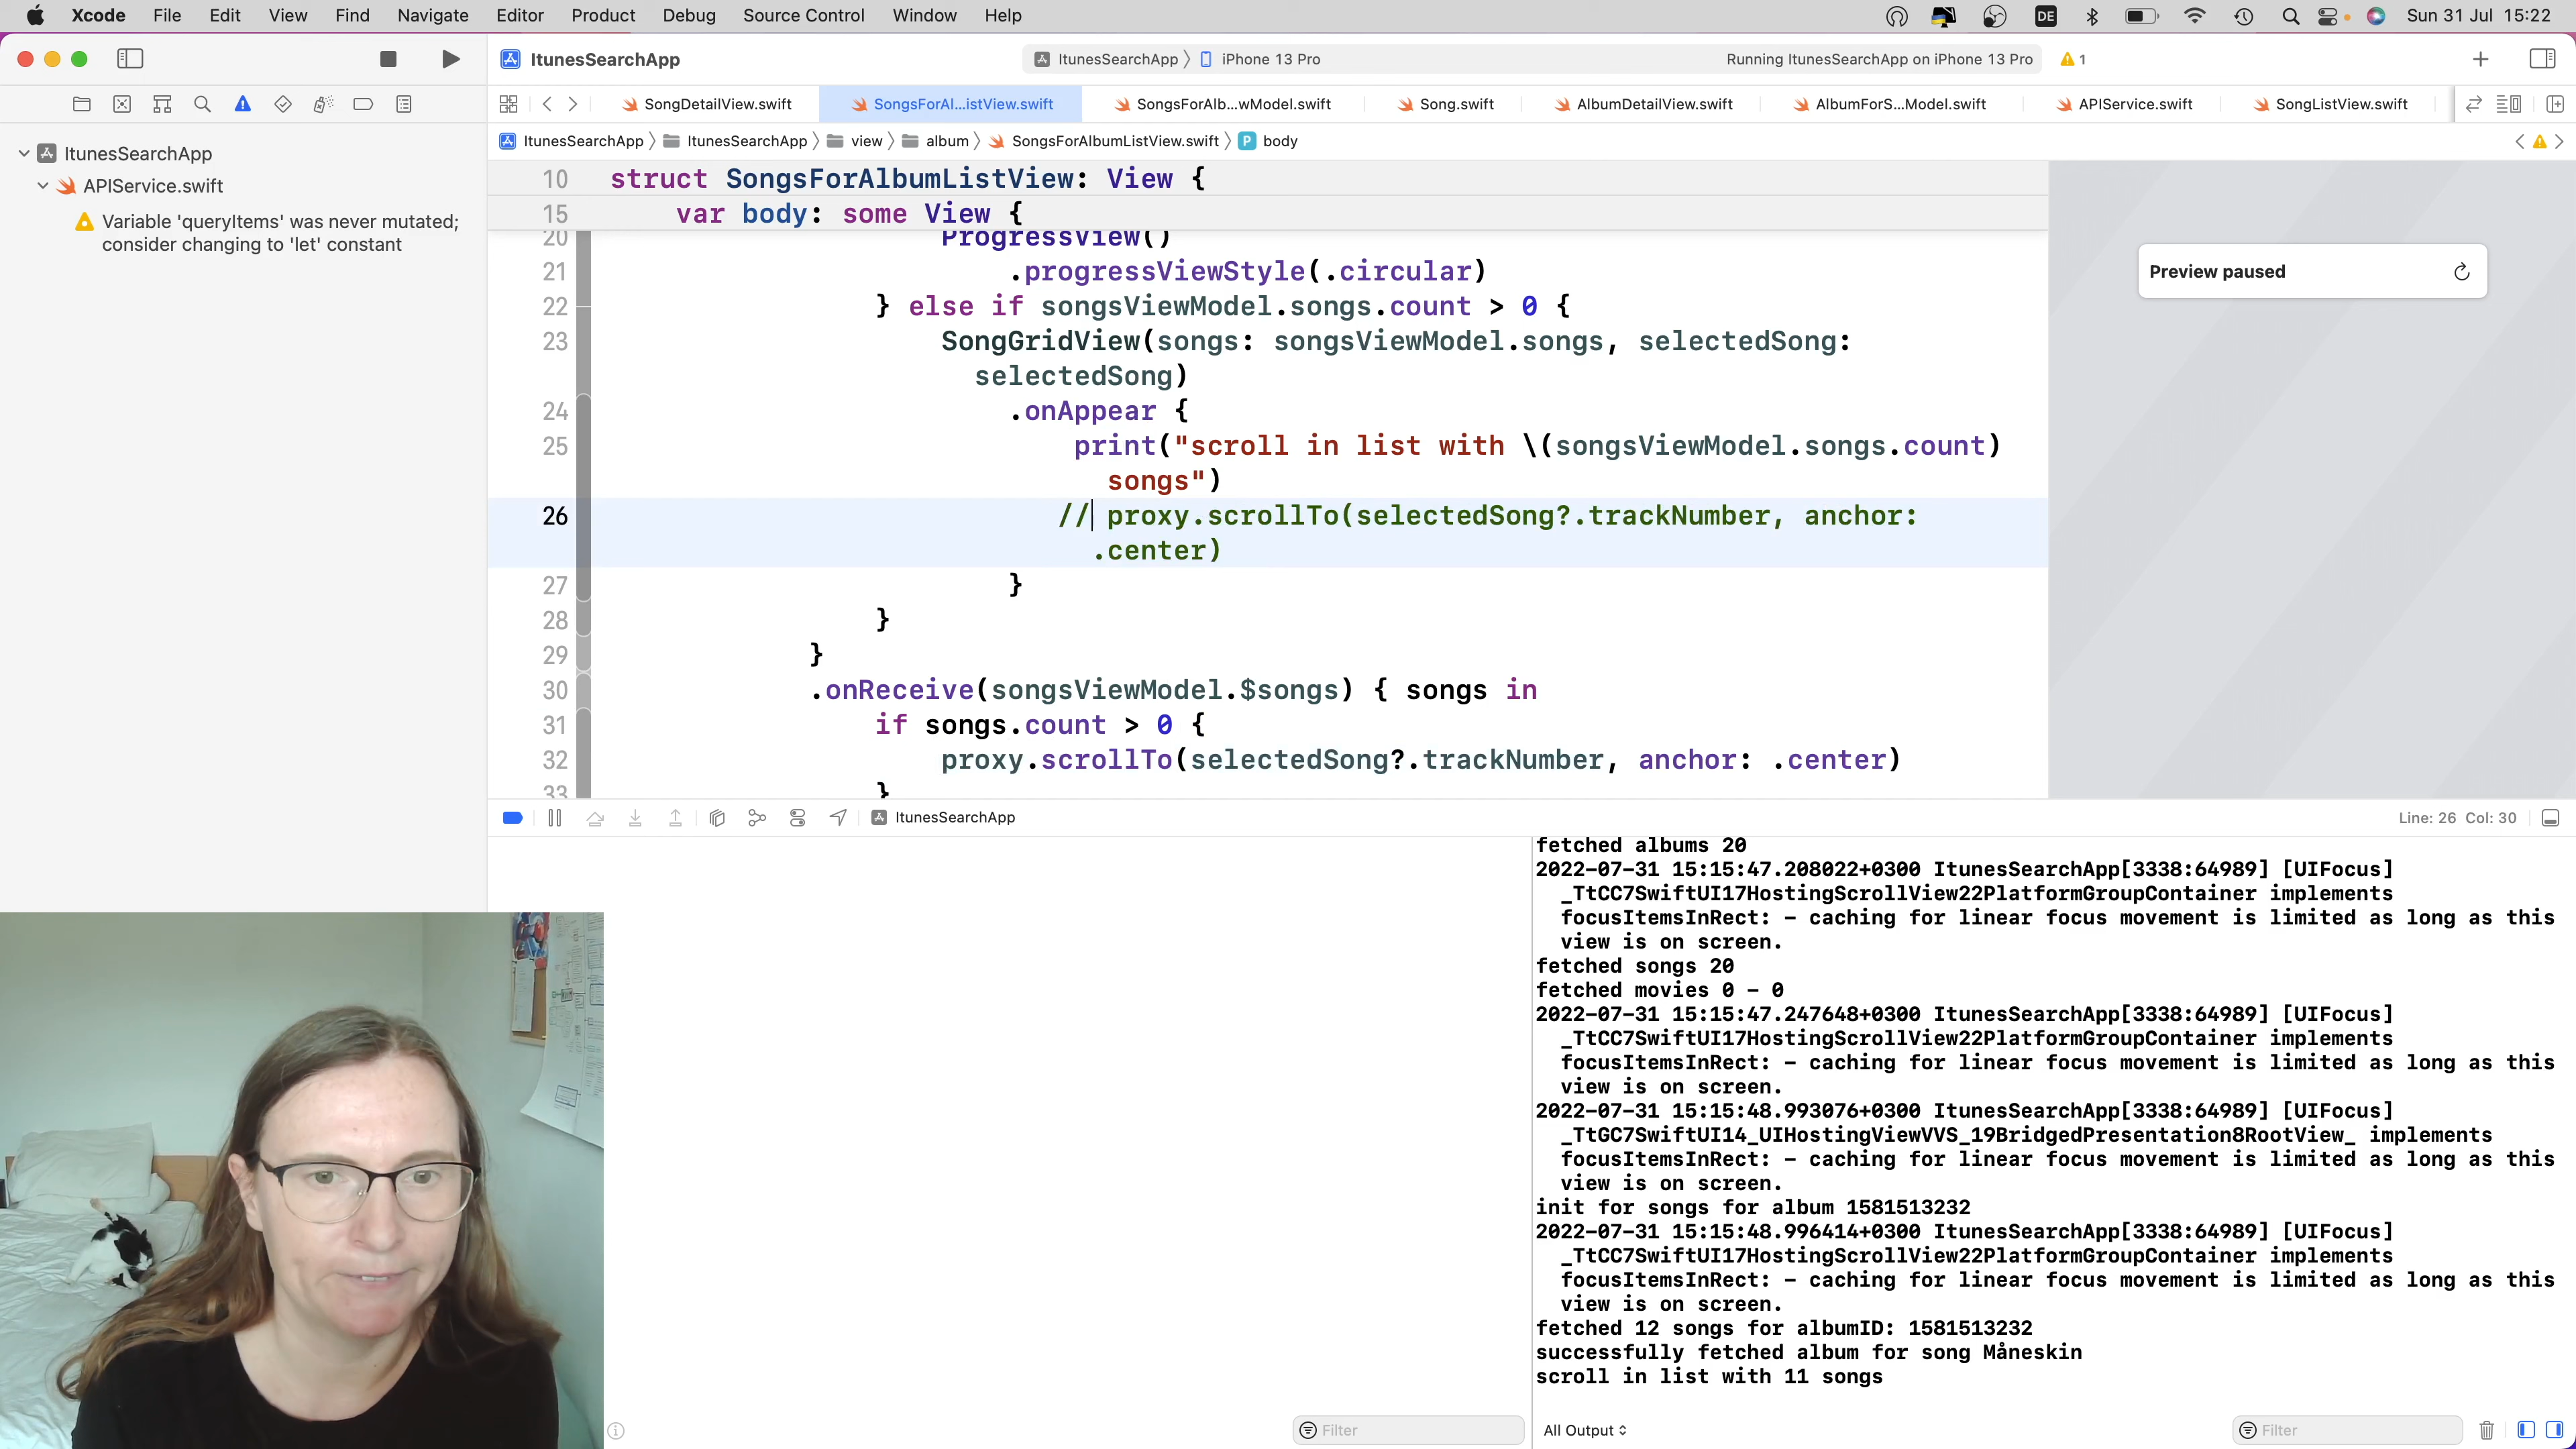 Xcode File Edit View Find Navigate Editor Product Debug Source Control Window Help DE Sun 31 Jul 15:22
ItunesSearchApp ItunesSearchApp iPhone 13 Pro Running ItunesSearchApp on iPhone 13 Pro 1
SongDetailView.swift SongsForAl...istView.swift SongsForAlb...wModel.swift Song.swift AlbumDetailView.swift AlbumForS...Model.swift APIService.swift SongListView.swift
ItunesSearchApp ItunesSearchApp view album SongsForAlbumListView.swift P body
ItunesSearchApp
APIService.swift
Variable 'queryItems' was never mutated;
consider changing to 'let' constant
10 struct SongsForAlbumListView: View {
15 var body: some View {
20 ProgressView()
21 .progressViewStyle(.circular)
22 } else if songsViewModel.songs.count > 0 {
23 SongGridView(songs: songsViewModel.songs, selectedSong:
selectedSong)
24 .onAppear {
25 print("scroll in list with \(songsViewModel.songs.count)
songs")
26 // proxy.scrollTo(selectedSong?.trackNumber, anchor:
.center)
27 }
28 }
29 }
30 .onReceive(songsViewModel.$songs) { songs in
31 if songs.count > 0 {
32 proxy.scrollTo(selectedSong?.trackNumber, anchor: .center)
33 }
Preview paused
ItunesSearchApp Line: 26 Col: 30
fetched albums 20
2022-07-31 15:15:47.208022+0300 ItunesSearchApp[3338:64989] [UIFocus]
_TtCC7SwiftUI17HostingScrollView22PlatformGroupContainer implements
focusItemsInRect: - caching for linear focus movement is limited as long as this
view is on screen.
fetched songs 20
fetched movies 0 - 0
2022-07-31 15:15:47.247648+0300 ItunesSearchApp[3338:64989] [UIFocus]
_TtCC7SwiftUI17HostingScrollView22PlatformGroupContainer implements
focusItemsInRect: - caching for linear focus movement is limited as long as this
view is on screen.
2022-07-31 15:15:48.993076+0300 ItunesSearchApp[3338:64989] [UIFocus]
_TtGC7SwiftUI14_UIHostingViewVVS_19BridgedPresentation8RootView_ implements
focusItemsInRect: - caching for linear focus movement is limited as long as this
view is on screen.
init for songs for album 1581513232
2022-07-31 15:15:48.996414+0300 ItunesSearchApp[3338:64989] [UIFocus]
_TtCC7SwiftUI17HostingScrollView22PlatformGroupContainer implements
focusItemsInRect: - caching for linear focus movement is limited as long as this
view is on screen.
fetched 12 songs for albumID: 1581513232
successfully fetched album for song Måneskin
scroll in list with 11 songs
Filter All Output Filter